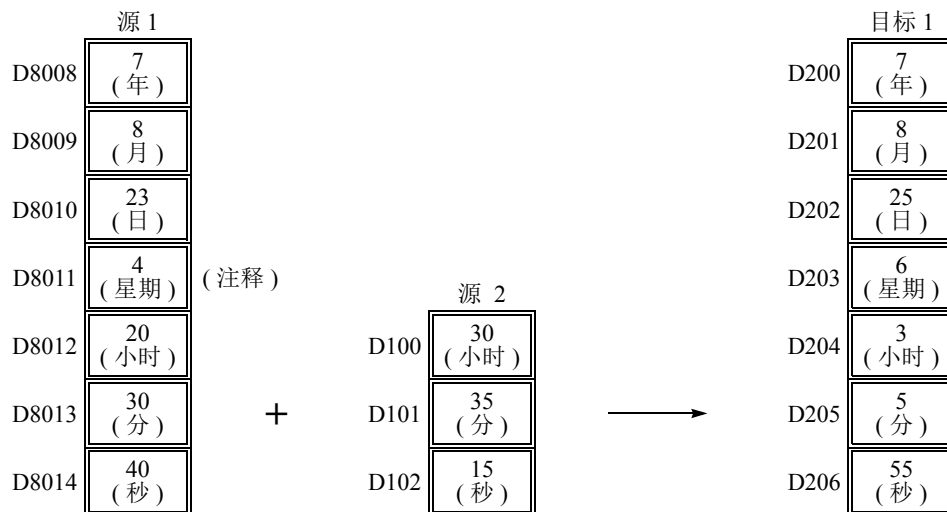 源 1
D8008 7
( 年 )
D8009 8
( 月 )
D8010 23
( 日 )
D8011 4
( 星期 ) ( 注释 )
D8012 20
( 小时 )
D8013 30
( 分 )
D8014 40
( 秒 )
+
源 2
D100 30
( 小时 )
D101 35
( 分 )
D102 15
( 秒 )
目标 1
D200 7
( 年 )
D201 8
( 月 )
D202 25
( 日 )
D203 6
( 星期 )
D204 3
( 小时 )
D205 5
( 分 )
D206 55
( 秒 )